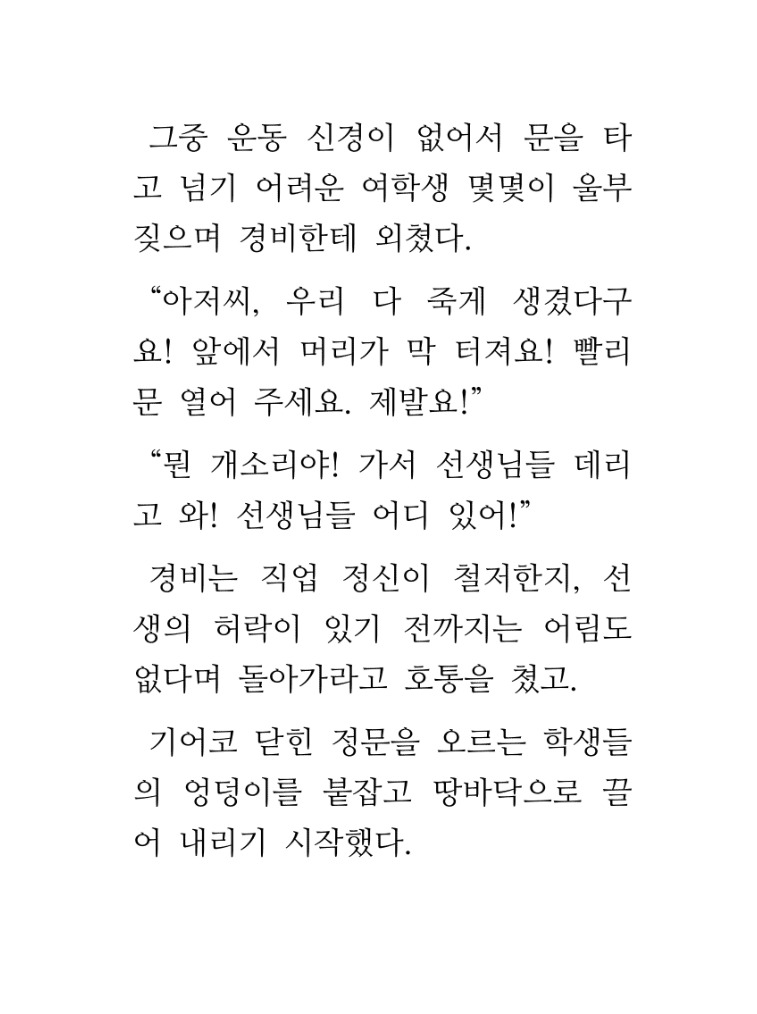 그중 운동 신경이 없어서 문을 타
고 넘기 어려운 여학생 몇몇이 울부
짖으며 경비한테 외쳤다.
“아저씨, 우리 다 죽게 생겼다구
요! 앞에서 머리가 막 터져요! 빨리
문 열어 주세요. 제발요!”
“뭔 개소리야! 가서 선생님들 데리
고 와! 선생님들 어디 있어!”
경비는 직업 정신이 철저한지, 선
생의 허락이 있기 전까지는 어림도
없다며 돌아가라고 호통을 쳤고.
기어코 닫힌 정문을 오르는 학생들
의 엉덩이를 붙잡고 땅바닥으로 끌
어 내리기 시작했다.